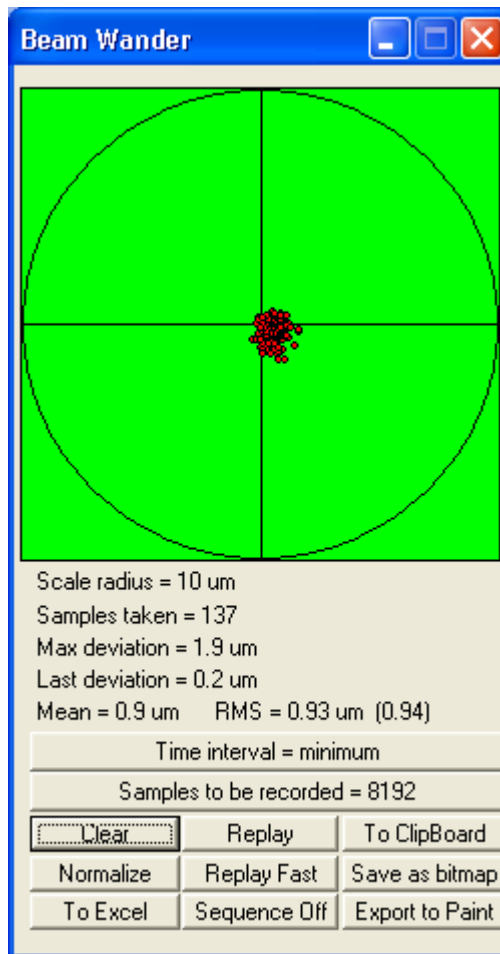 Beam Wander
Scale radius = 10 um
Samples taken = 137
Max deviation = 1.9 um
Last deviation = 0.2 um
Mean = 0.9 um RMS = 0.93 um (0.94)
Time interval = minimum
Samples to be recorded = 8192
Clear Replay To ClipBoard
Normalize Replay Fast Save as bitmap
To Excel Sequence Off Export to Paint